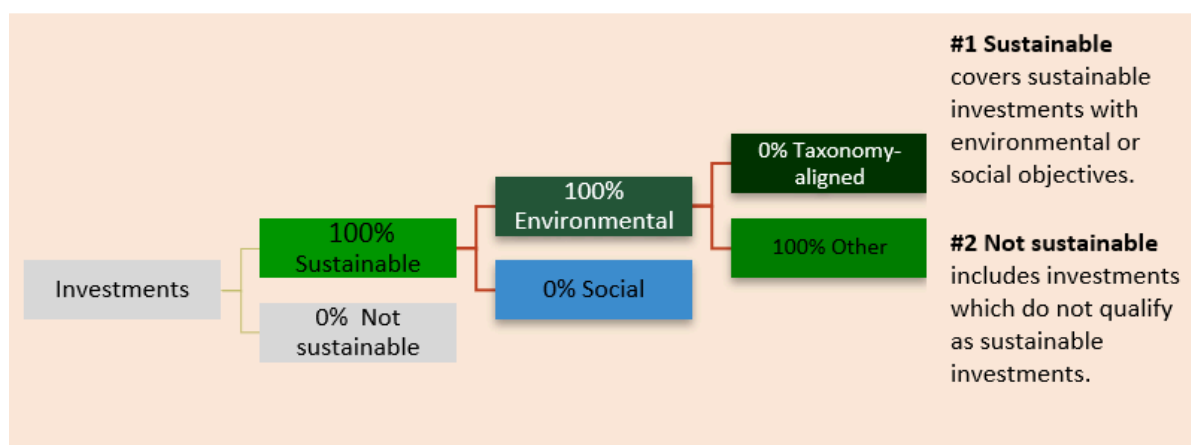 Investments
100%
Sustainable
0%  Not
sustainable
100%
Environmental
0% Social
0% Taxonomy-
aligned
100% Other
#1 Sustainable
covers sustainable
investments with
environmental or
social objectives.
#2 Not sustainable
includes investments
which do not qualify
as sustainable
investments.